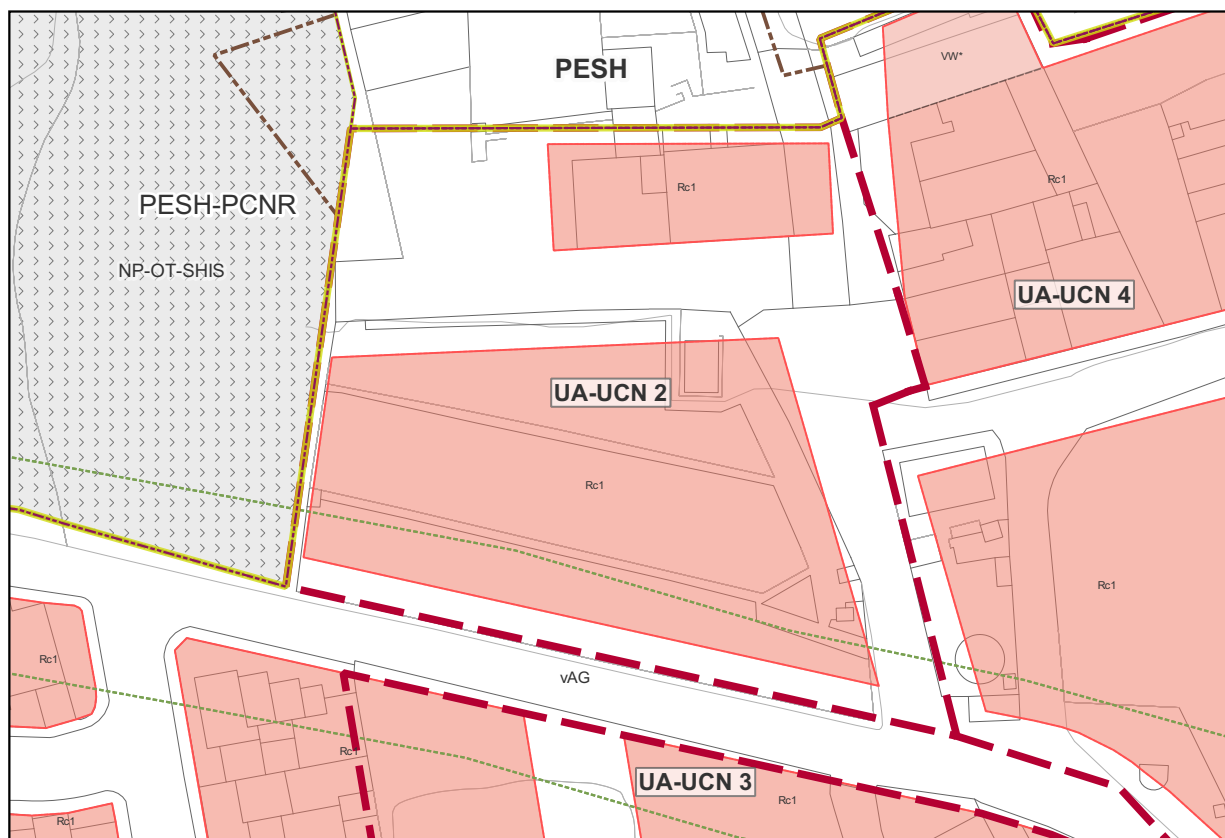 VW*
PESH
Rc1
Rc1
PESH-PCNR
NP-OT-SHIS
UA-UCN 4
UA-UCN 2
Rc1
Rc1
Rc1
vAG
Rc1
UA-UCN 3
Rc1
Rc1